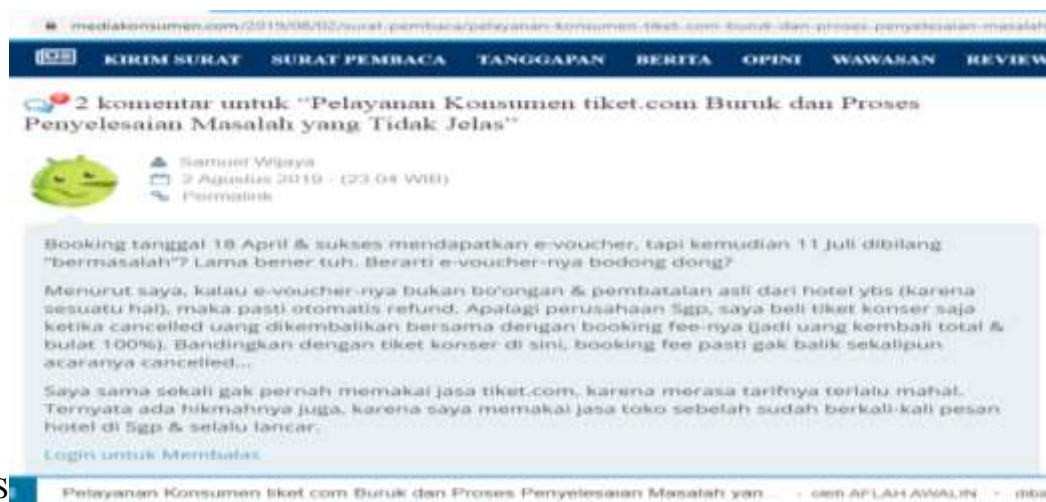 mediakonsumen.com/2019/08/02/surat-pembaca/pelayanan-konsumen-tiket-com-buruk-dan-proses-penyelesaian-masalah
KIRIM SURAT SURAT PEMBACA TANGGAPAN BERITA OPINI WAWASAN REVIEW
2 komentar untuk “Pelayanan Konsumen tiket.com Buruk dan Proses
Penyelesaian Masalah yang Tidak Jelas”
Samuel Wijaya
2 Agustus 2019 - (23.04 WIB)
Permalink
Booking tanggal 18 April & sukses mendapatkan e-voucher, tapi kemudian 11 Juli dibilang
"bermasalah"? Lama bener tuh. Berarti e-voucher-nya bodong dong?
Menurut saya, kalau e-voucher-nya bukan bo'ongan & pembatalan asli dari hotel ybs (karena
sesuatu hal), maka pasti otomatis refund. Apalagi perusahaan Sgp, saya beli tiket konser saja
ketika cancelled uang dikembalikan bersama dengan booking fee-nya (jadi uang kembali total &
bulat 100%). Bandingkan dengan tiket konser di sini, booking fee pasti gak balik sekalipun
acaranya cancelled...
Saya sama sekali gak pernah memakai jasa tiket.com, karena merasa tarifnya terlalu mahal.
Ternyata ada hikmahnya juga, karena saya memakai jasa toko sebelah sudah berkali-kali pesan
hotel di Sgp & selalu lancar.
Login untuk Membalas
S
Pelayanan Konsumen tiket.com Buruk dan Proses Penyelesaian Masalah yan... - oleh AFLAH AWALIN